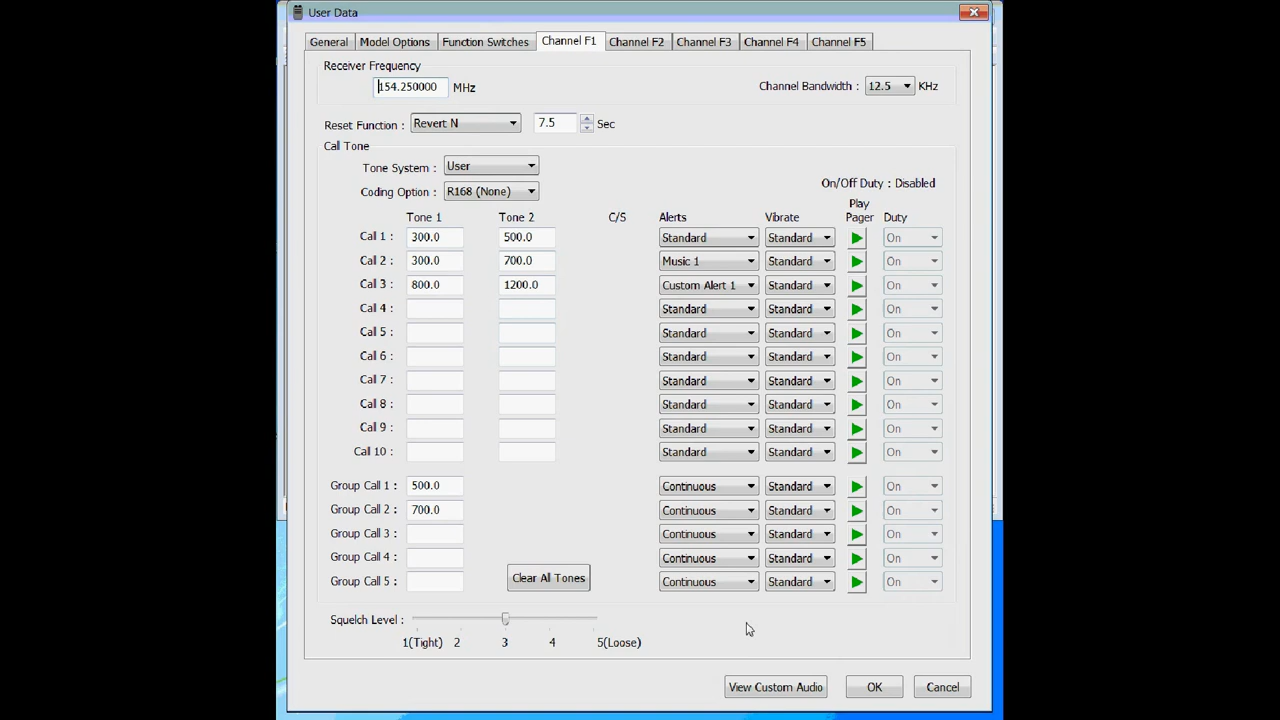 User Data
General Model Options Function Switches Channel F1 Channel F2 Channel F3 Channel F4 Channel F5
Receiver Frequency
154.250000 MHz Channel Bandwidth : 12.5 KHz
Reset Function : Revert N 7.5 Sec
Call Tone
Tone System : User
On/Off Duty : Disabled
Coding Option : R168 (None)
Play
Tone 1 Tone 2 C/S Alerts Vibrate Pager Duty
Call 1 : 300.0 500.0 Standard Standard On
Call 2 : 300.0 700.0 Music 1 Standard On
Call 3 : 800.0 1200.0 Custom Alert 1 Standard On
Call 4 : Standard Standard On
Call 5 : Standard Standard On
Call 6 : Standard Standard On
Call 7 : Standard Standard On
Call 8 : Standard Standard On
Call 9 : Standard Standard On
Call 10 : Standard Standard On
Group Call 1 : 500.0 Continuous Standard On
Group Call 2 : 700.0 Continuous Standard On
Group Call 3 : Continuous Standard On
Group Call 4 : Continuous Standard On
Group Call 5 : Clear All Tones Continuous Standard On
Squelch Level :
1(Tight) 2 3 4 5(Loose)
View Custom Audio OK Cancel